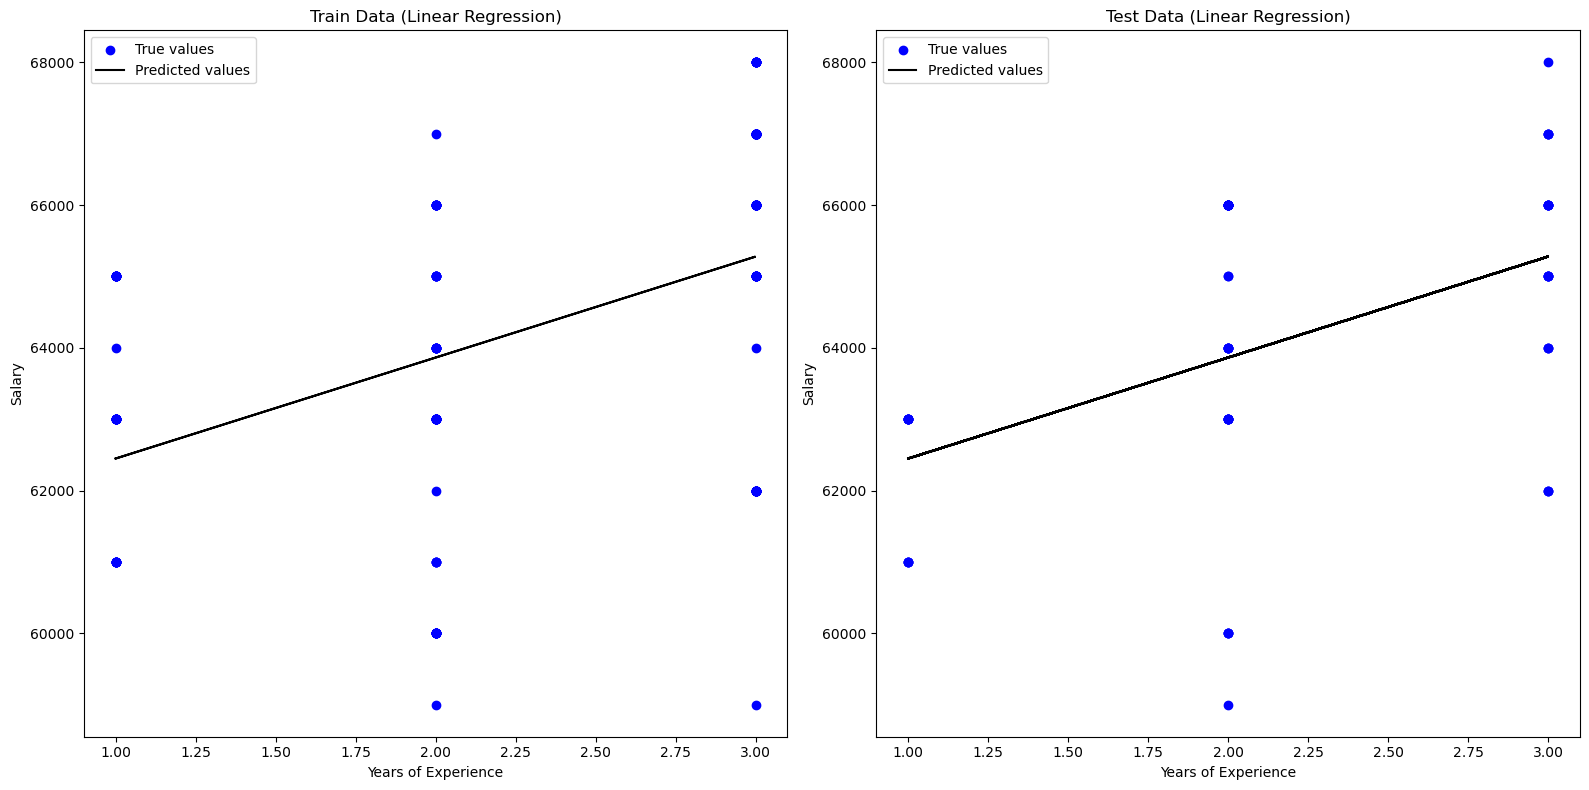 Train Data (Linear Regression)
True values
Predicted values
68000
66000
64000
62000
60000
Salary
1.00 1.25 1.50 1.75 2.00 2.25 2.50 2.75 3.00
Years of Experience
Test Data (Linear Regression)
True values
Predicted values
68000
66000
64000
62000
60000
Salary
1.00 1.25 1.50 1.75 2.00 2.25 2.50 2.75 3.00
Years of Experience